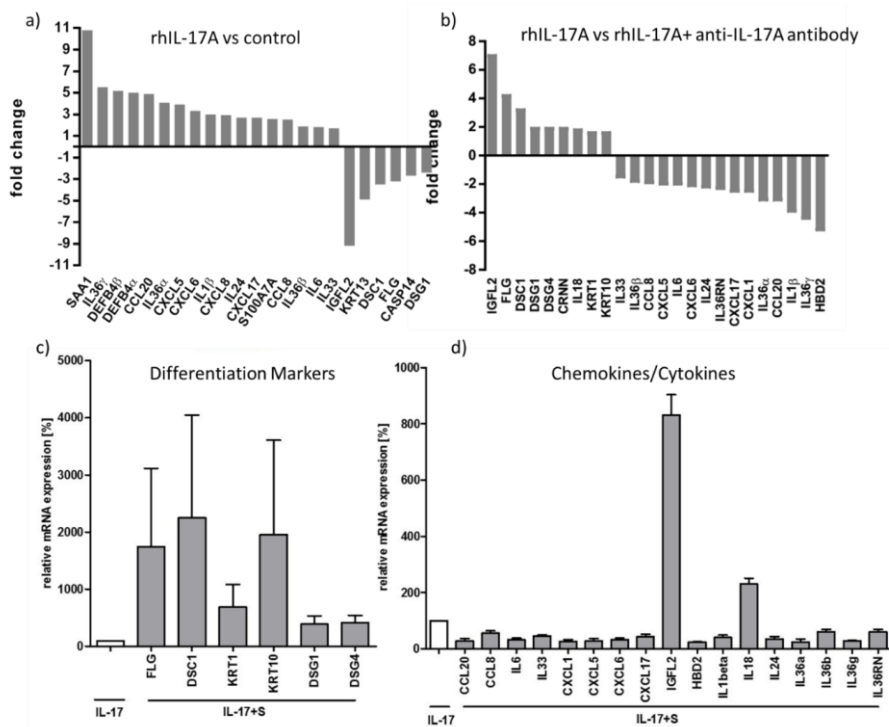 a)
rhIL-17A vs control
fold change
11
9
7
5
3
1
-1
-3
-5
-7
-9
-11
SAA1
IL36γ
DEFB4β
DEFB4α
CCL20
IL36α
CXCL5
CXCL6
IL1β
CXCL8
IL24
CXCL17
S100A7A
CCL8
IL36β
IL6
IL33
IGFL2
KRT13
DSC1
FLG
CASP14
DSG1
b)
rhIL-17A vs rhIL-17A+ anti-IL-17A antibody
fold change
8
6
4
2
0
-2
-4
-6
-8
IGFL2
FLG
DSC1
DSG1
DSG4
CRNN
IL18
KRT1
KRT10
IL33
IL36β
CCL8
CXCL5
IL6
CXCL6
IL24
IL36RN
CXCL17
CXCL1
IL36α
CCL20
IL1β
IL36γ
HBD2
c)
Differentiation Markers
relative mRNA expression [%]
5000
4000
3000
2000
1000
0
FLG
DSC1
KRT1
KRT10
DSG1
DSG4
IL-17
IL-17+S
d)
Chemokines/Cytokines
relative mRNA expression [%]
1000
800
600
400
200
0
CCL20
CCL8
IL6
IL33
CXCL1
CXCL5
CXCL6
CXCL17
IGFL2
HBD2
IL1beta
IL18
IL24
IL36a
IL36b
IL36g
IL36RN
IL-17
IL-17+S